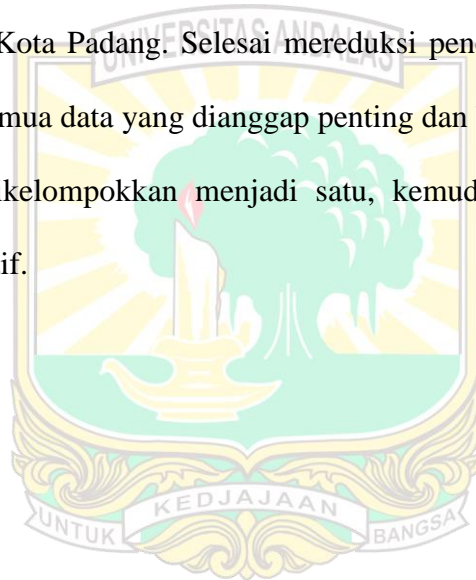 Kota Padang. Selesai mereduksi pen
UNIVERSITAS ANDALAS
mua data yang dianggap penting dan
kelompokkan menjadi satu, kemud
if.
UNTUK KEDJAJAAN BANGSA